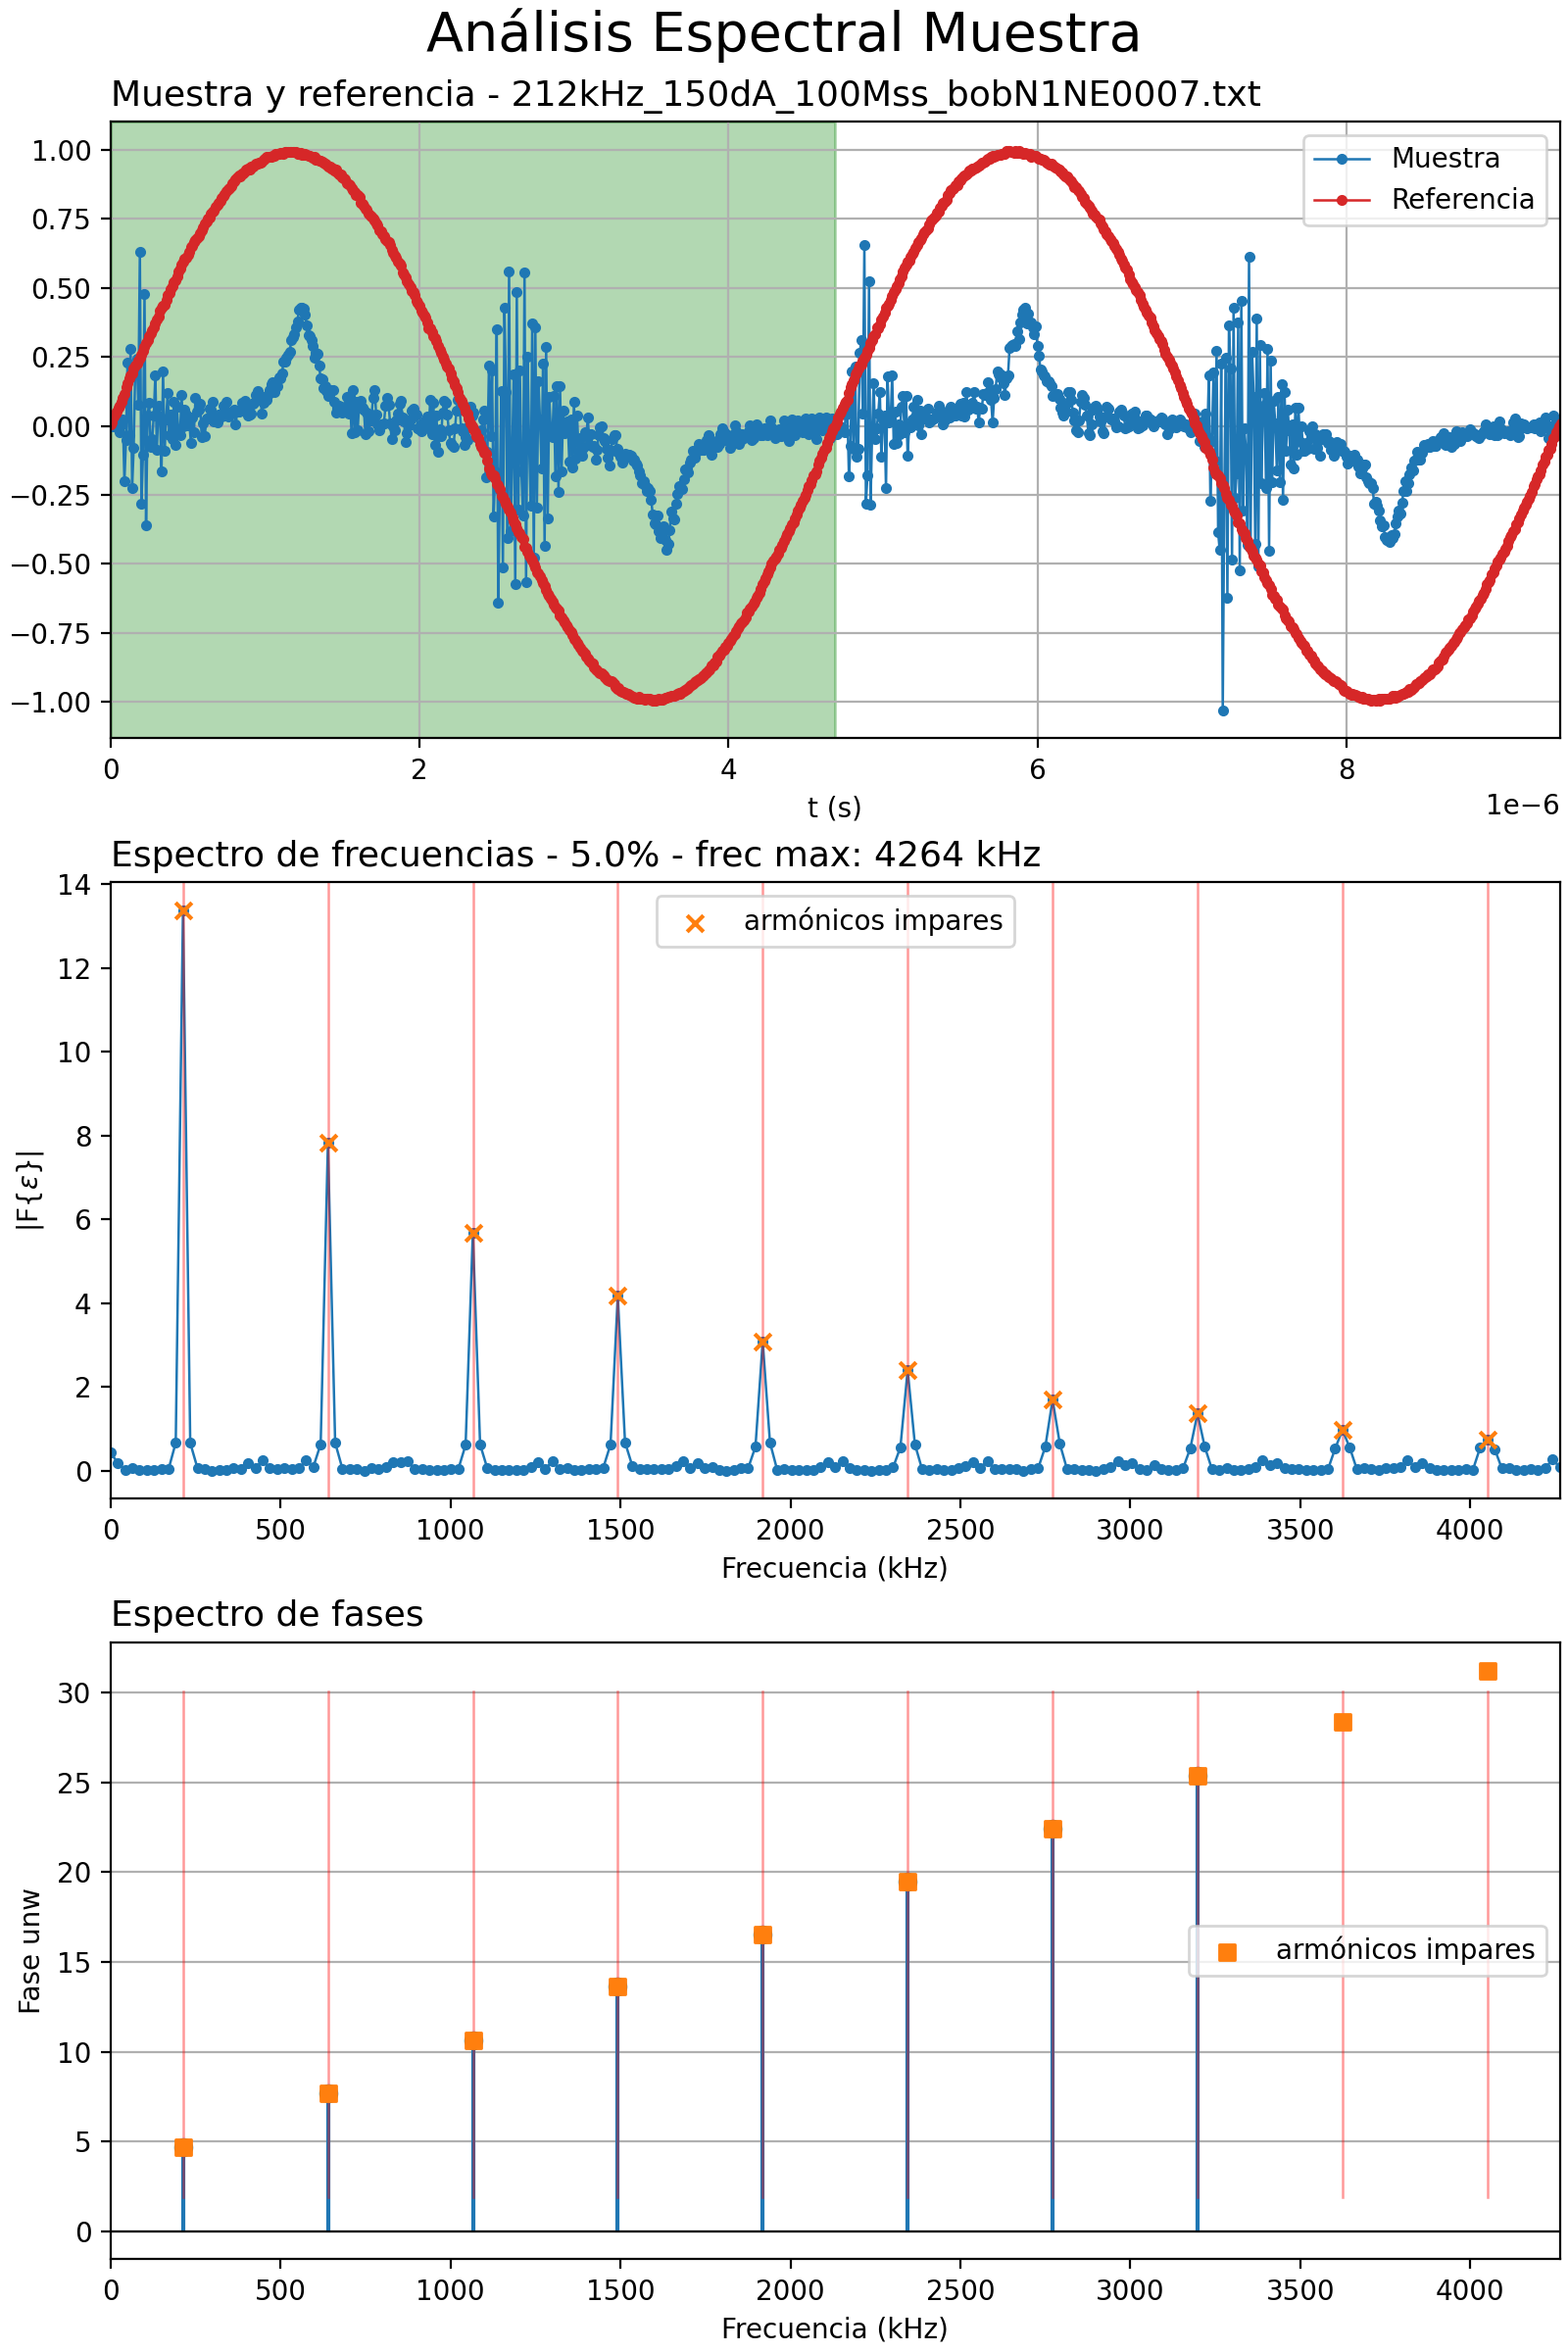 Análisis Espectral Muestra
Muestra y referencia - 212kHz_150dA_100Mss_bobN1NE0007.txt
1.00
0.75
0.50
0.25
0.00
−0.25
−0.50
−0.75
−1.00
Muestra
Referencia
0 2 4 6 8
t (s)
1e−6
Espectro de frecuencias - 5.0% - frec max: 4264 kHz
14
12
10
8
6
4
2
0
|F{ε}|
armónicos impares
0 500 1000 1500 2000 2500 3000 3500 4000
Frecuencia (kHz)
Espectro de fases
30
25
20
15
10
5
0
Fase unw
armónicos impares
0 500 1000 1500 2000 2500 3000 3500 4000
Frecuencia (kHz)